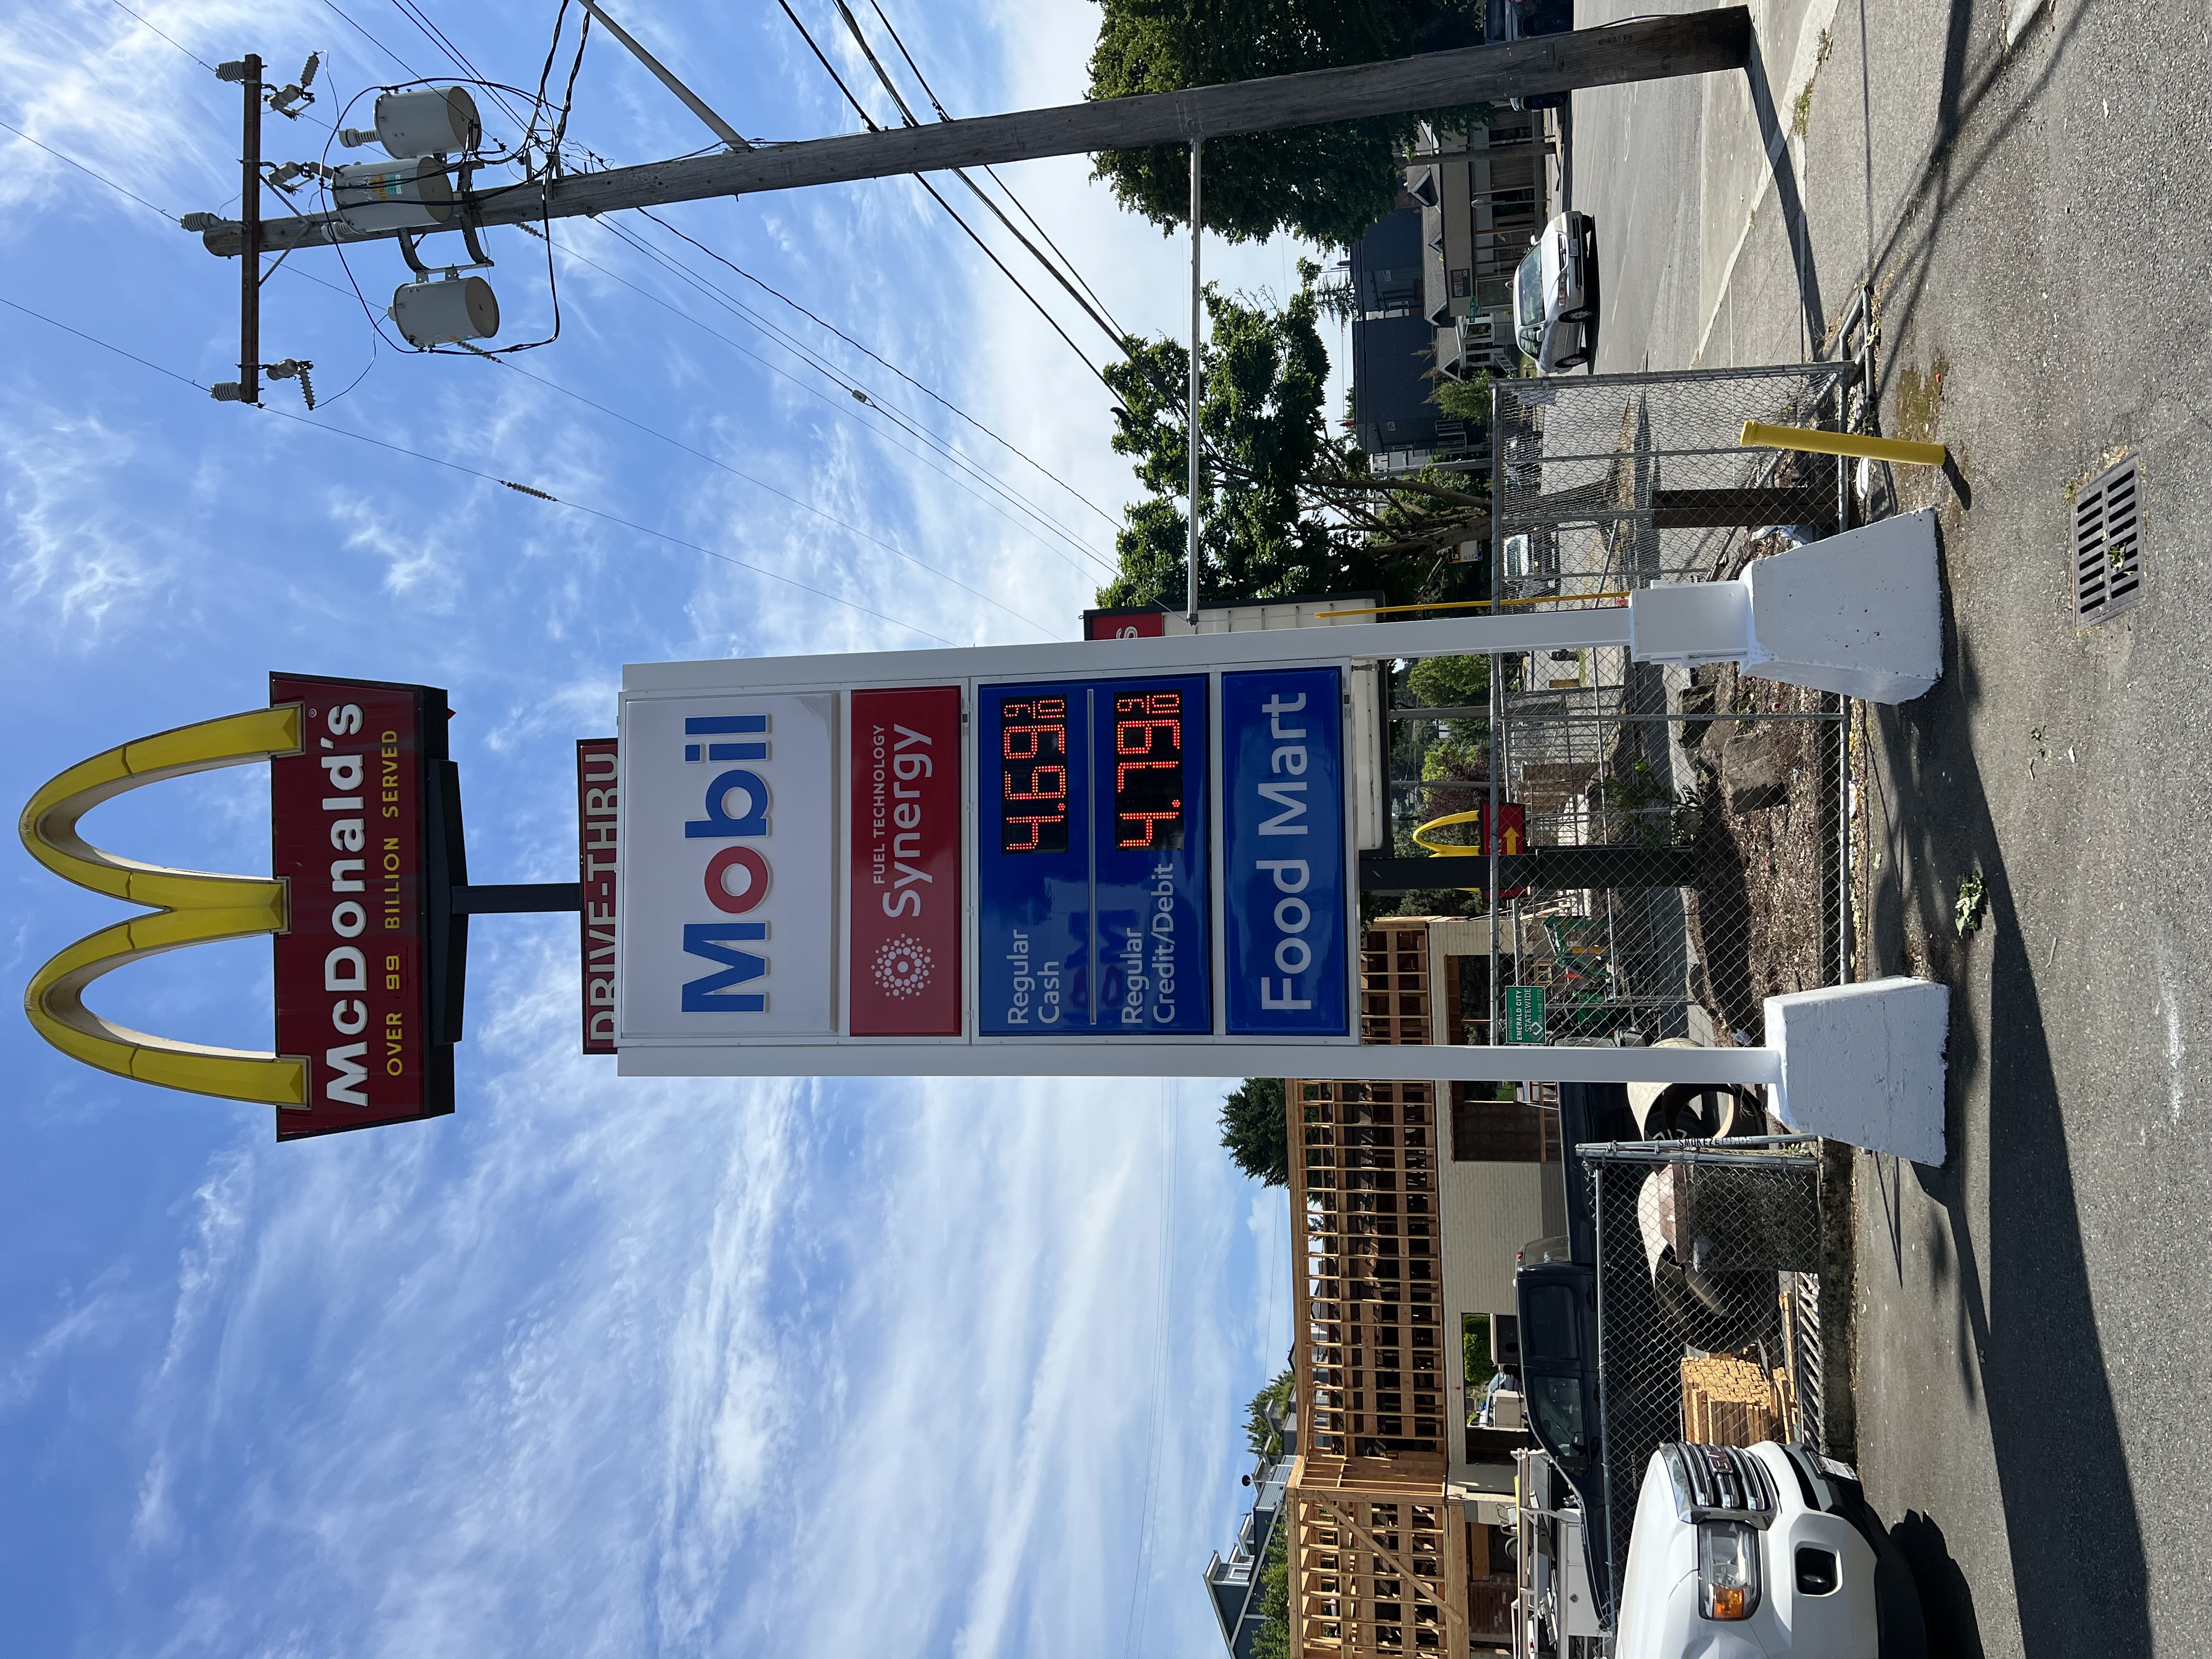 McDonald's®
OVER 99 BILLION SERVED
DRIVE-THRU
Mobil
FUEL TECHNOLOGY
Synergy
Regular
Cash
4.69 9/10
Regular
Credit/Debit
4.79 9/10
Food Mart
S
EMERALD CITY
STATEWIDE